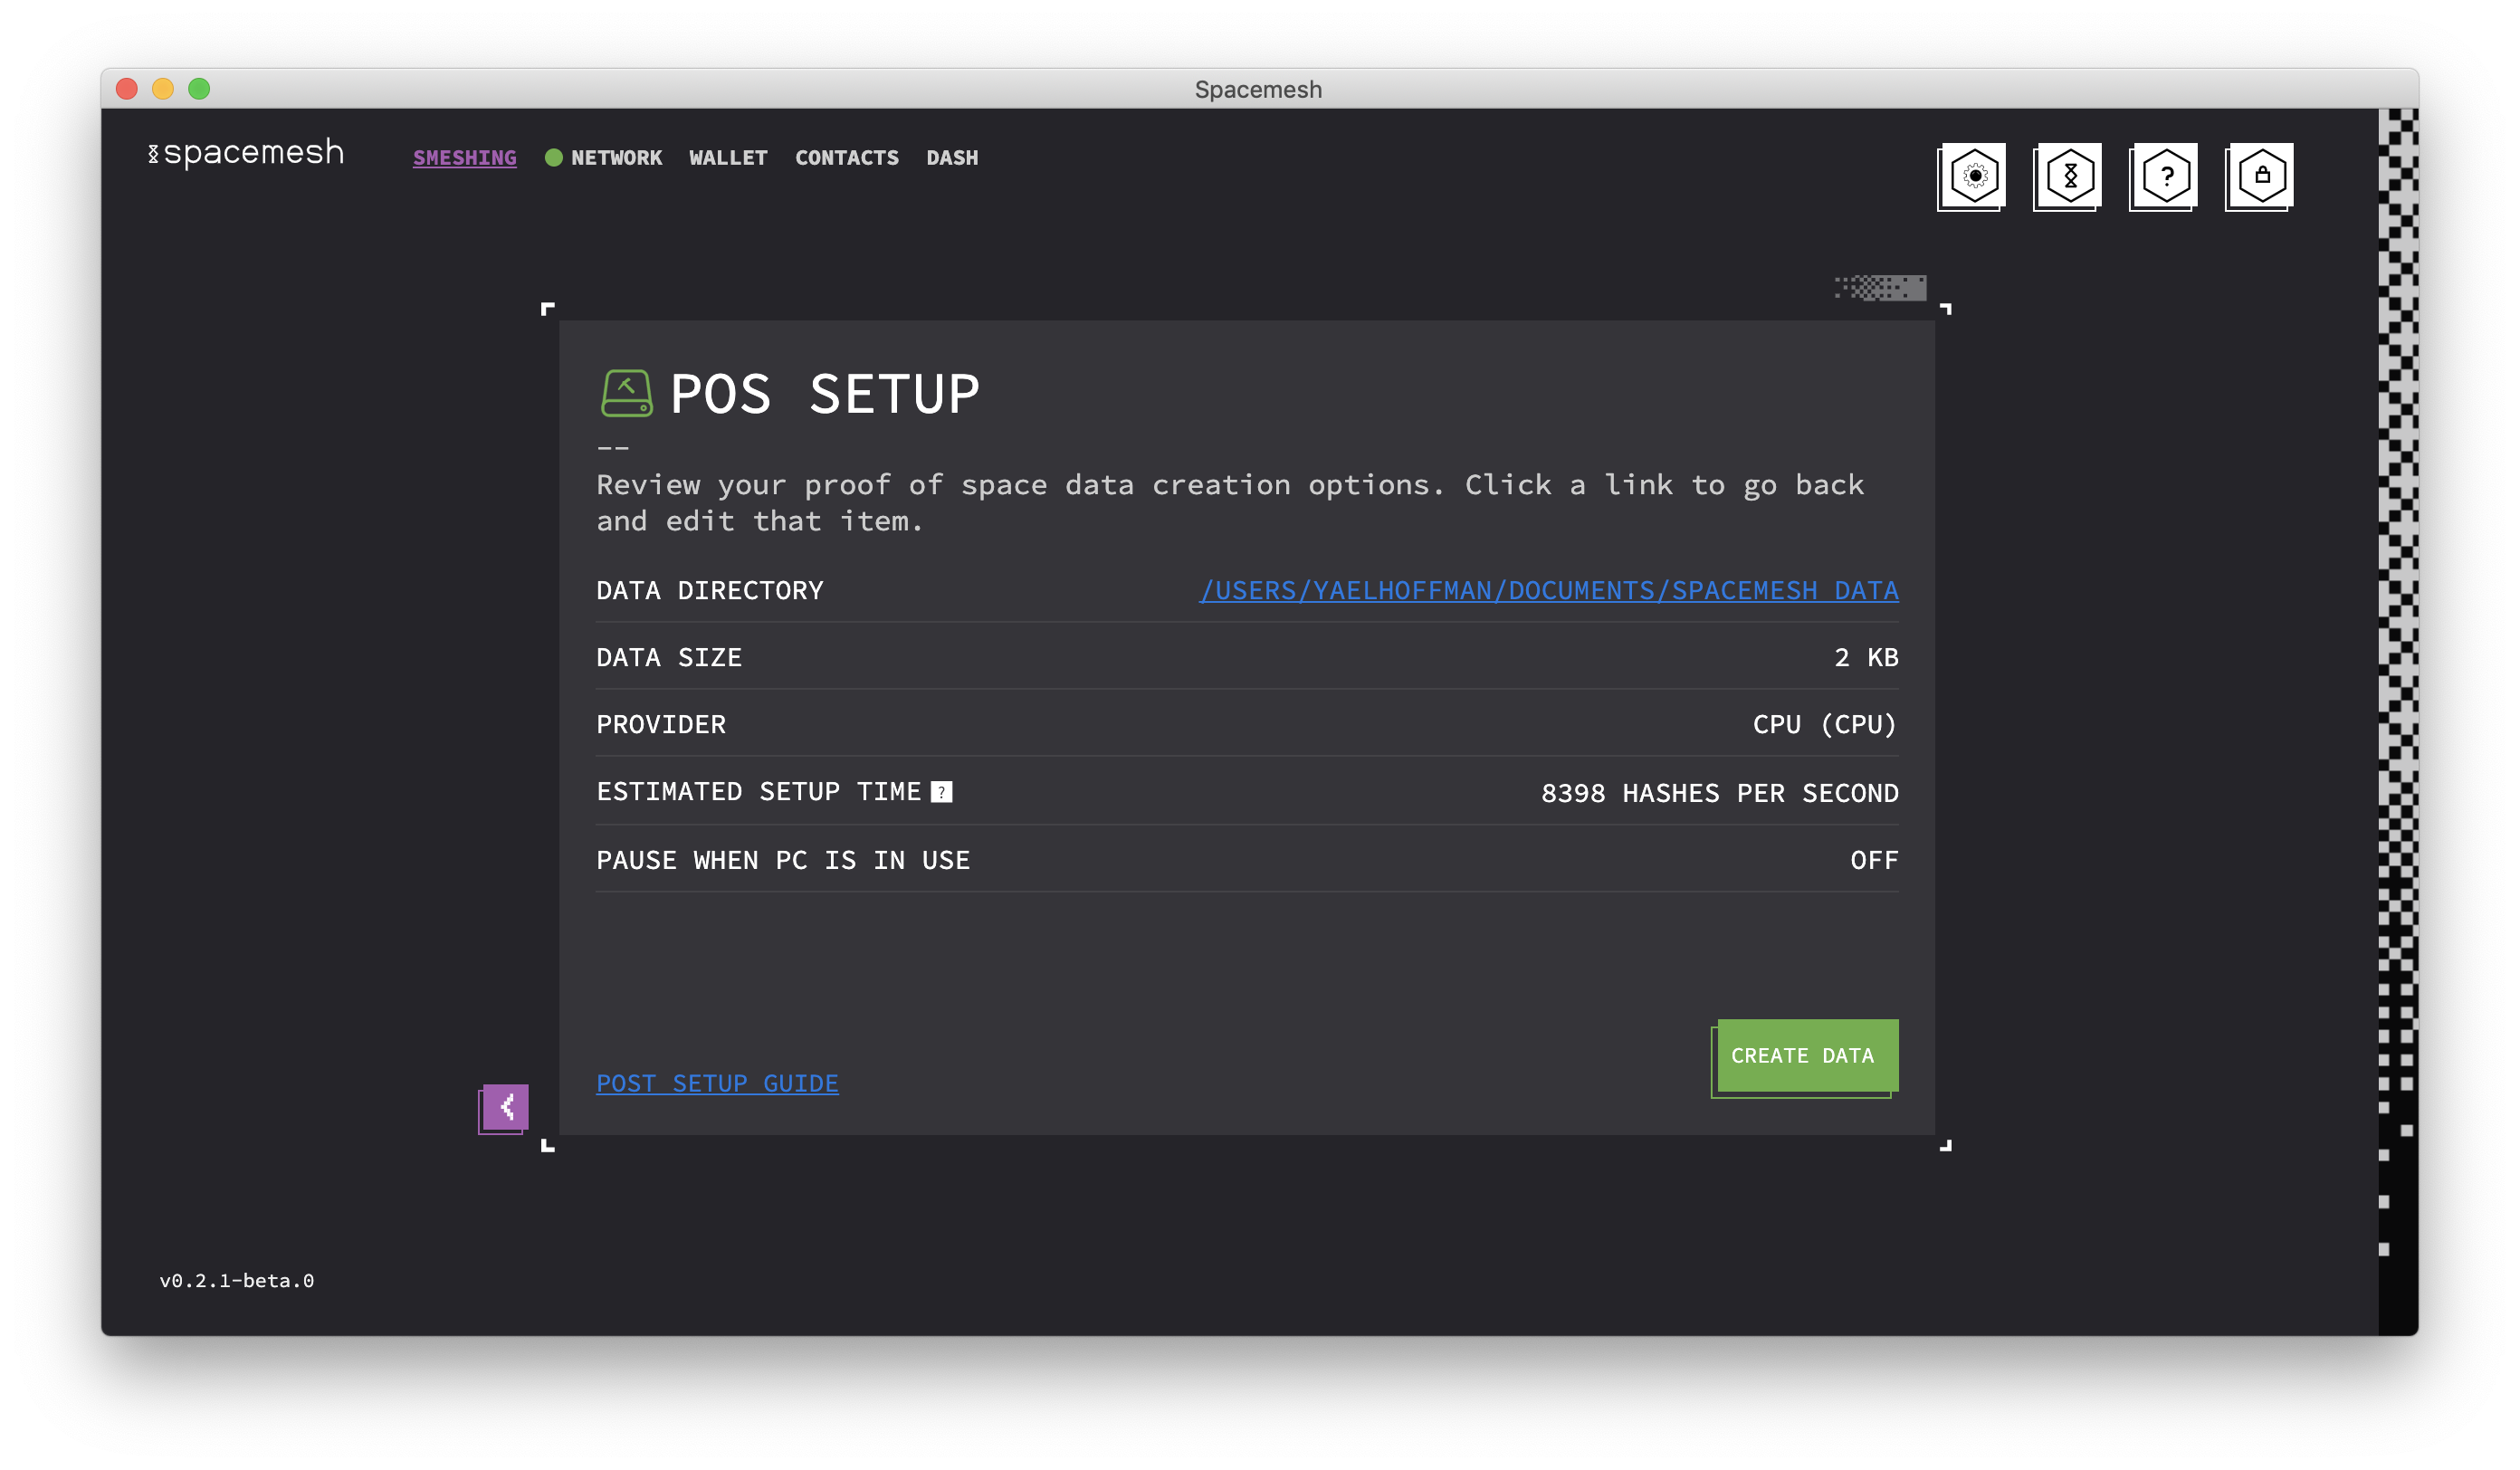 Spacemesh
spacemesh
SMESHING NETWORK WALLET CONTACTS DASH
?
POS SETUP
--
Review your proof of space data creation options. Click a link to go back
and edit that item.
DATA DIRECTORY /USERS/YAELHOFFMAN/DOCUMENTS/SPACEMESH DATA
DATA SIZE 2 KB
PROVIDER CPU (CPU)
ESTIMATED SETUP TIME ? 8398 HASHES PER SECOND
PAUSE WHEN PC IS IN USE OFF
CREATE DATA
POST SETUP GUIDE
v0.2.1-beta.0